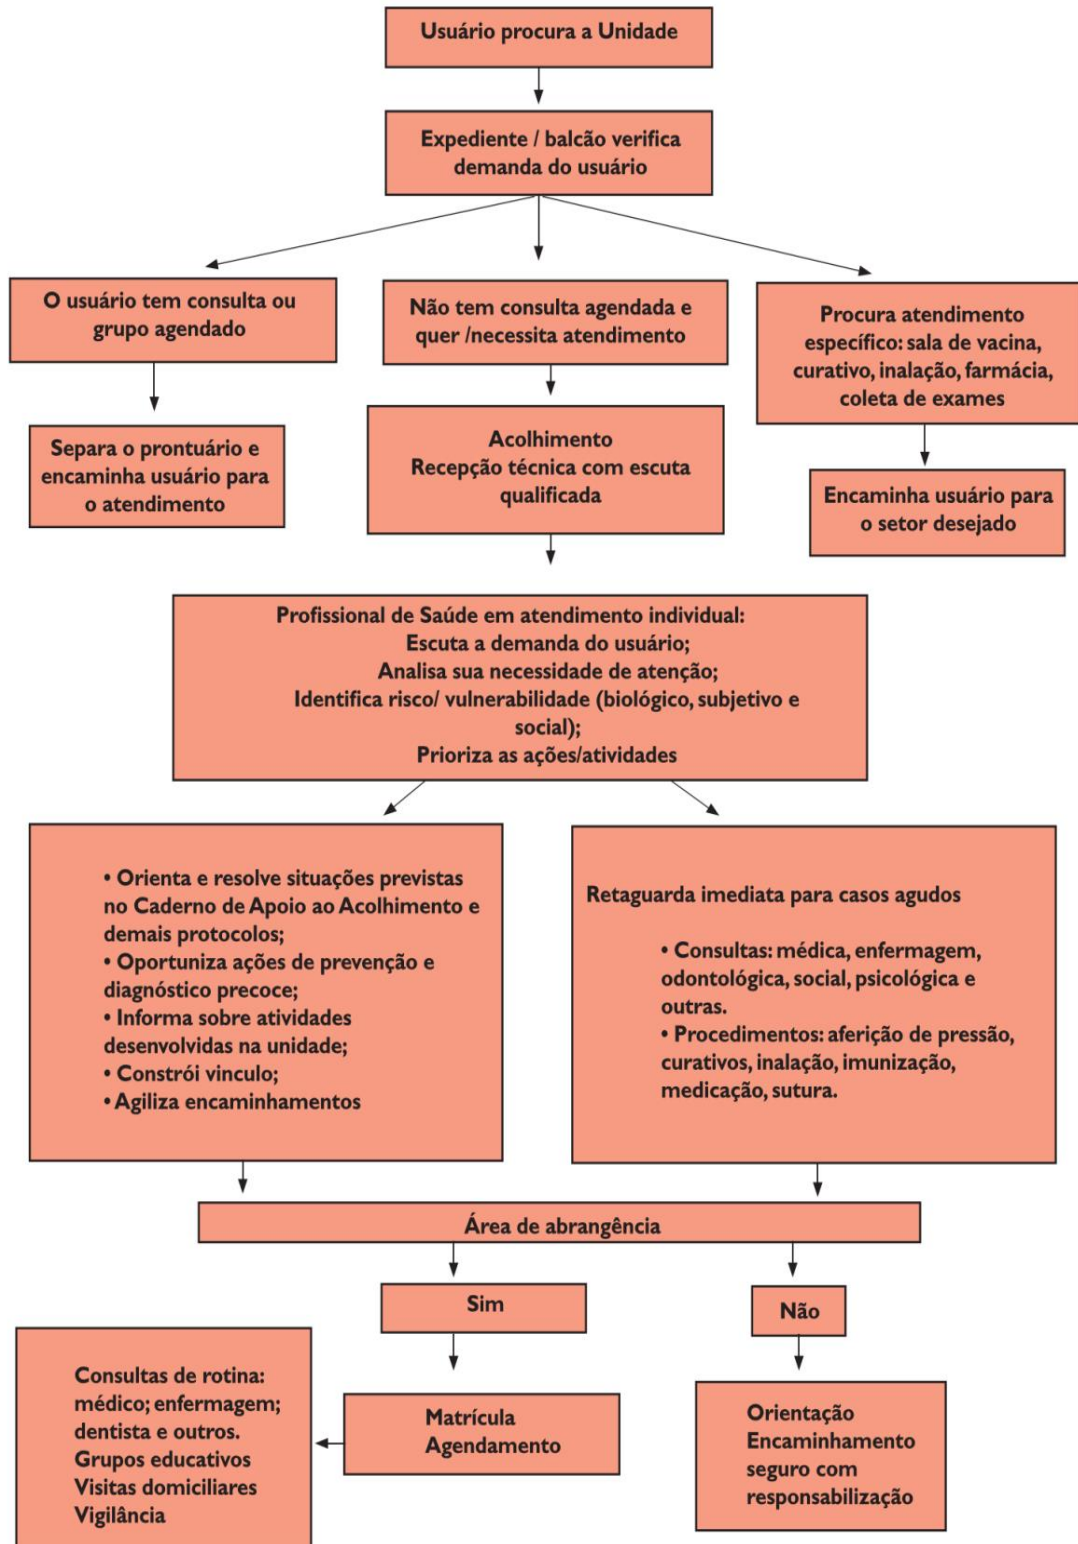 Usuário procura a Unidade
Expediente / balcão verifica
demanda do usuário
O usuário tem consulta ou
grupo agendado
Não tem consulta agendada e
quer /necessita atendimento
Procura atendimento
específico: sala de vacina,
curativo, inalação, farmácia,
coleta de exames
Separa o prontuário e
encaminha usuário para
o atendimento
Acolhimento
Recepção técnica com escuta
qualificada
Encaminha usuário para
o setor desejado
Profissional de Saúde em atendimento individual:
Escuta a demanda do usuário;
Analisa sua necessidade de atenção;
Identifica risco/ vulnerabilidade (biológico, subjetivo e
social);
Prioriza as ações/atividades
• Orienta e resolve situações previstas
no Caderno de Apoio ao Acolhimento e
demais protocolos;
• Oportuniza ações de prevenção e
diagnóstico precoce;
• Informa sobre atividades
desenvolvidas na unidade;
• Constrói vinculo;
• Agiliza encaminhamentos
Retaguarda imediata para casos agudos
• Consultas: médica, enfermagem,
odontológica, social, psicológica e
outras.
• Procedimentos: aferição de pressão,
curativos, inalação, imunização,
medicação, sutura.
Área de abrangência
Sim
Não
Consultas de rotina:
médico; enfermagem;
dentista e outros.
Grupos educativos
Visitas domiciliares
Vigilância
Matrícula
Agendamento
Orientação
Encaminhamento
seguro com
responsabilização